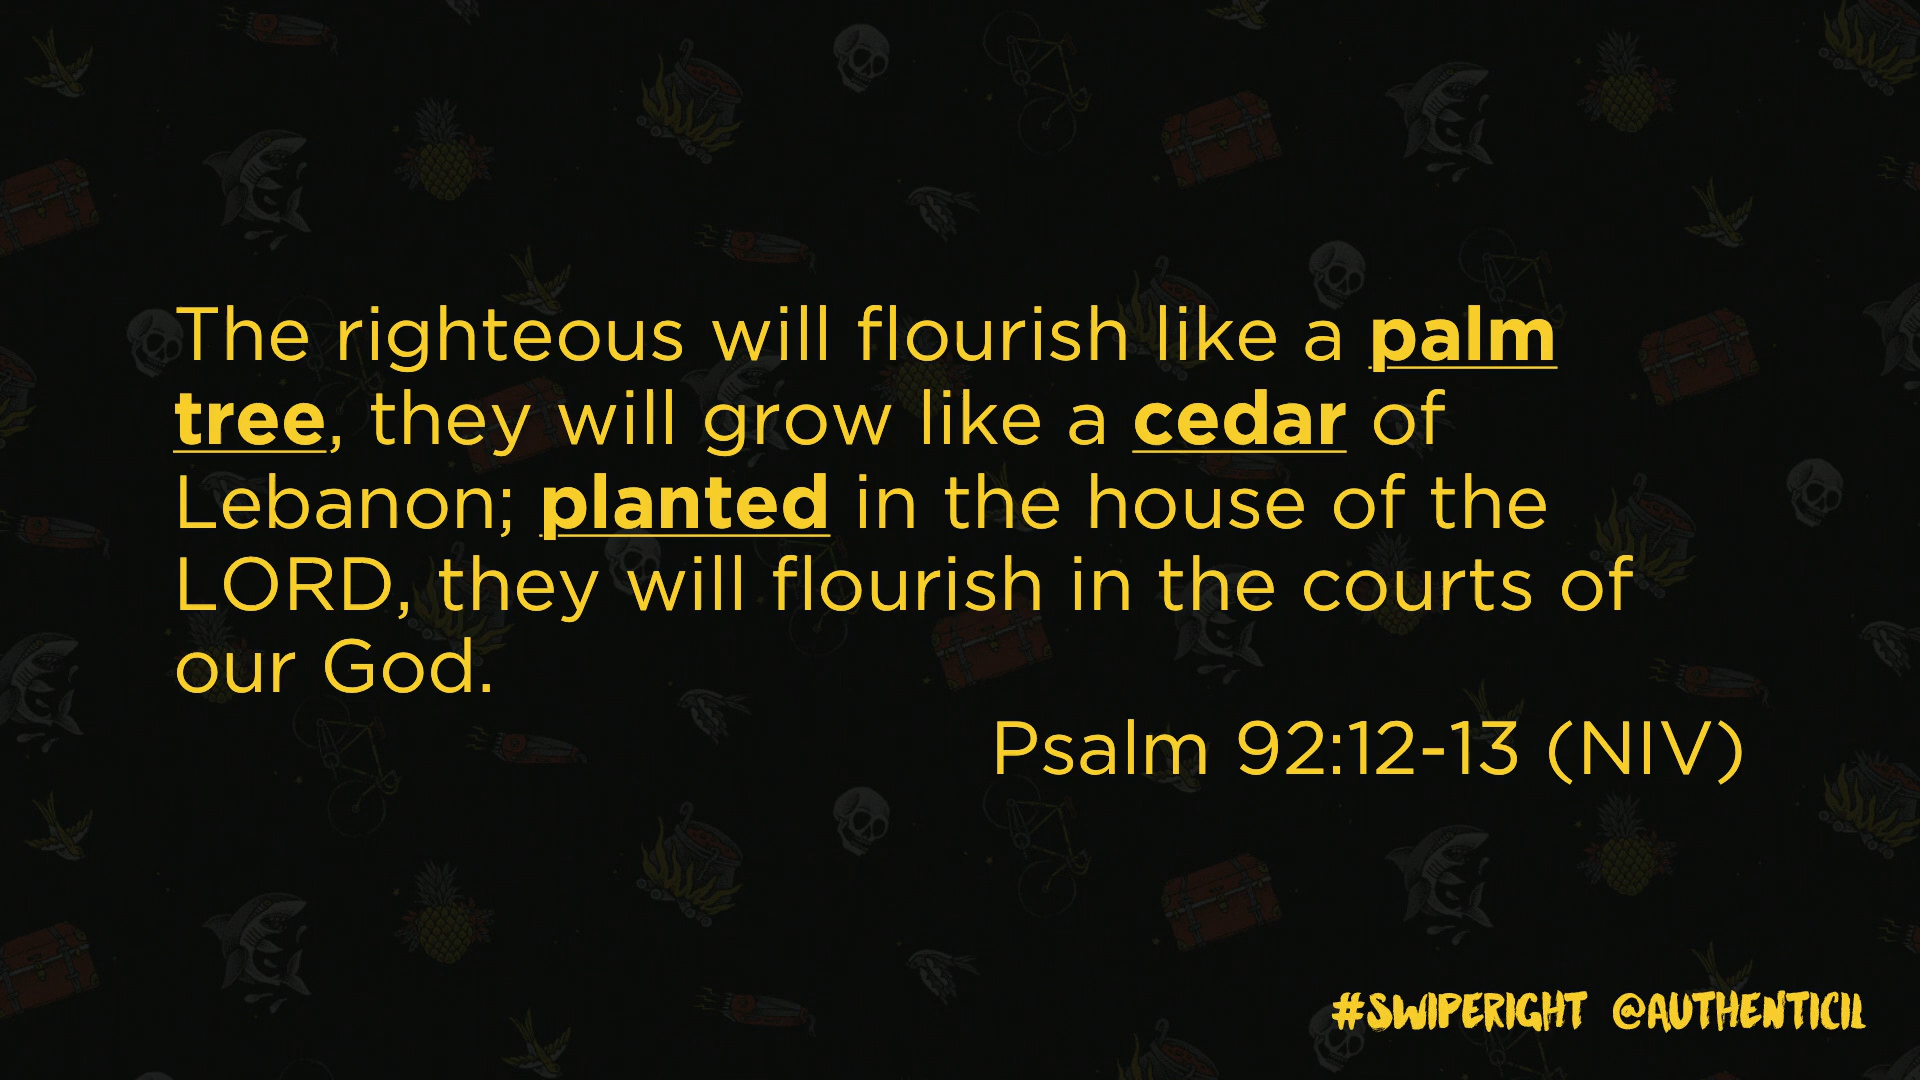 The righteous will flourish like a palm
tree, they will grow like a cedar of
Lebanon; planted in the house of the
LORD, they will flourish in the courts of
our God.
Psalm 92:12-13 (NIV)
#SWIPERIGHT @AUTHENTICIL